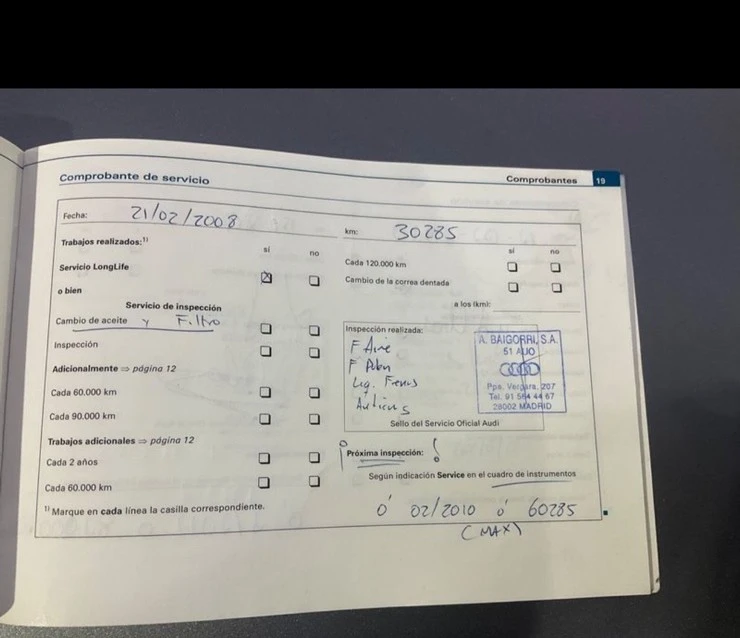 Comprobante de servicio
Comprobantes 19
Fecha: 21/02/2008
km: 30285
Trabajos realizados:¹⁾
sí no
Servicio LongLife
o bien
Servicio de inspección
Cambio de aceite y Filtro
Inspección
Adicionalmente ⇒ página 12
Cada 60.000 km
Cada 90.000 km
Trabajos adicionales ⇒ página 12
Cada 2 años
Cada 60.000 km
¹⁾ Marque en cada línea la casilla correspondiente.
sí no
Cada 120.000 km
Cambio de la correa dentada
a los (km):
Inspección realizada:
F Aire
F
Liq. Frenos
A. BAIGORRI, S.A.
51 AUO
Ppe. Vergara, 207
Tel. 91 564 44 67
28002 MADRID
Sello del Servicio Oficial Audi
¡Próxima inspección: !
Según indicación Service en el cuadro de instrumentos
ó 02/2010 ó 60285
(MAX)